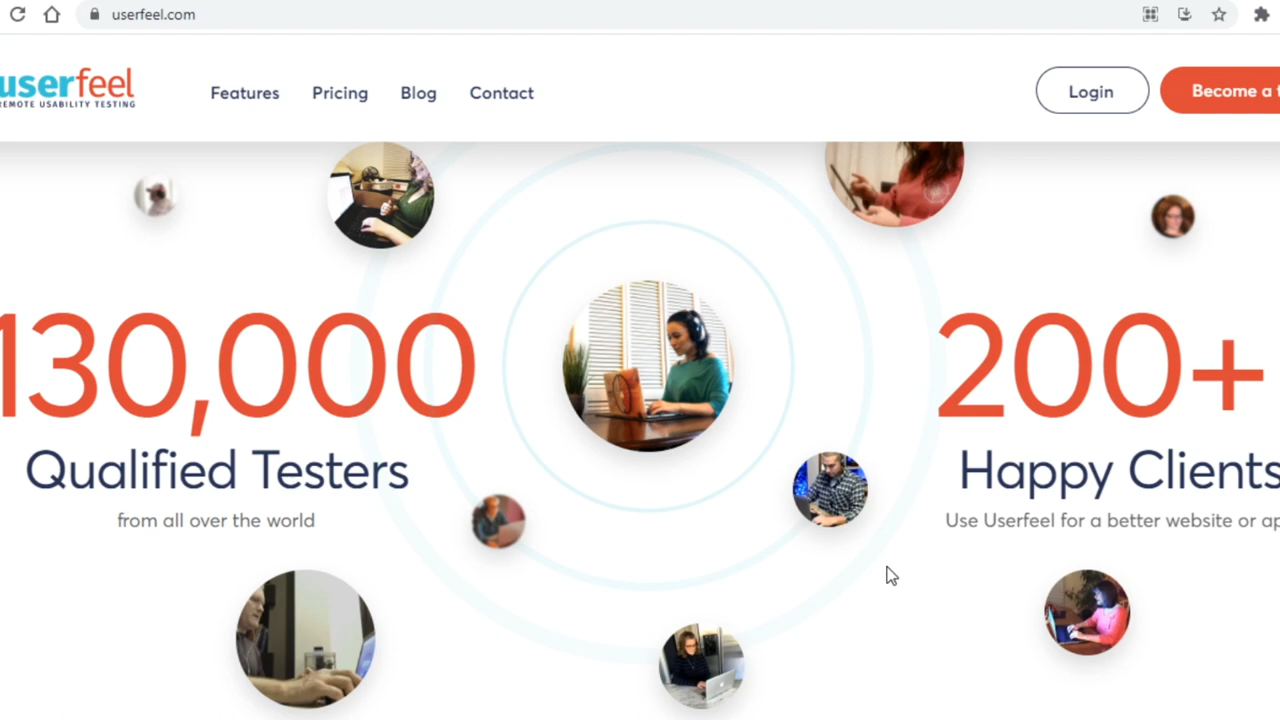 userfeel.com
userfeel
REMOTE USABILITY TESTING
Features
Pricing
Blog
Contact
Login
Become a t
130,000
Qualified Testers
from all over the world
200+
Happy Clients
Use Userfeel for a better website or ap